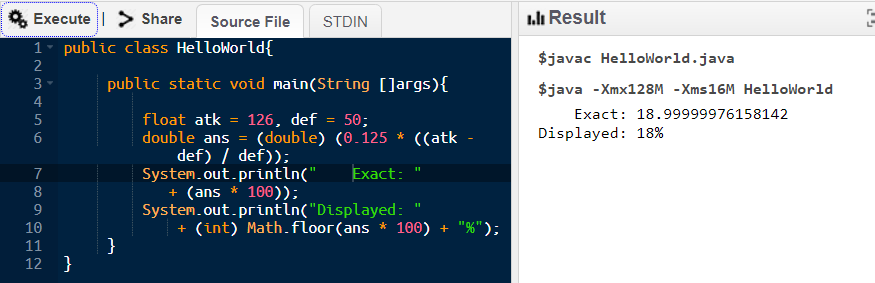 Execute | Share Source File STDIN
1 public class HelloWorld{
2
3 public static void main(String []args){
4
5 float atk = 126, def = 50;
6 double ans = (double) (0.125 * ((atk -
def) / def));
7 System.out.println("    Exact: "
8 + (ans * 100));
9 System.out.println("Displayed: "
10 + (int) Math.floor(ans * 100) + "%");
11 }
12 }
Result
$javac HelloWorld.java
$java -Xmx128M -Xms16M HelloWorld
Exact: 18.99999976158142
Displayed: 18%